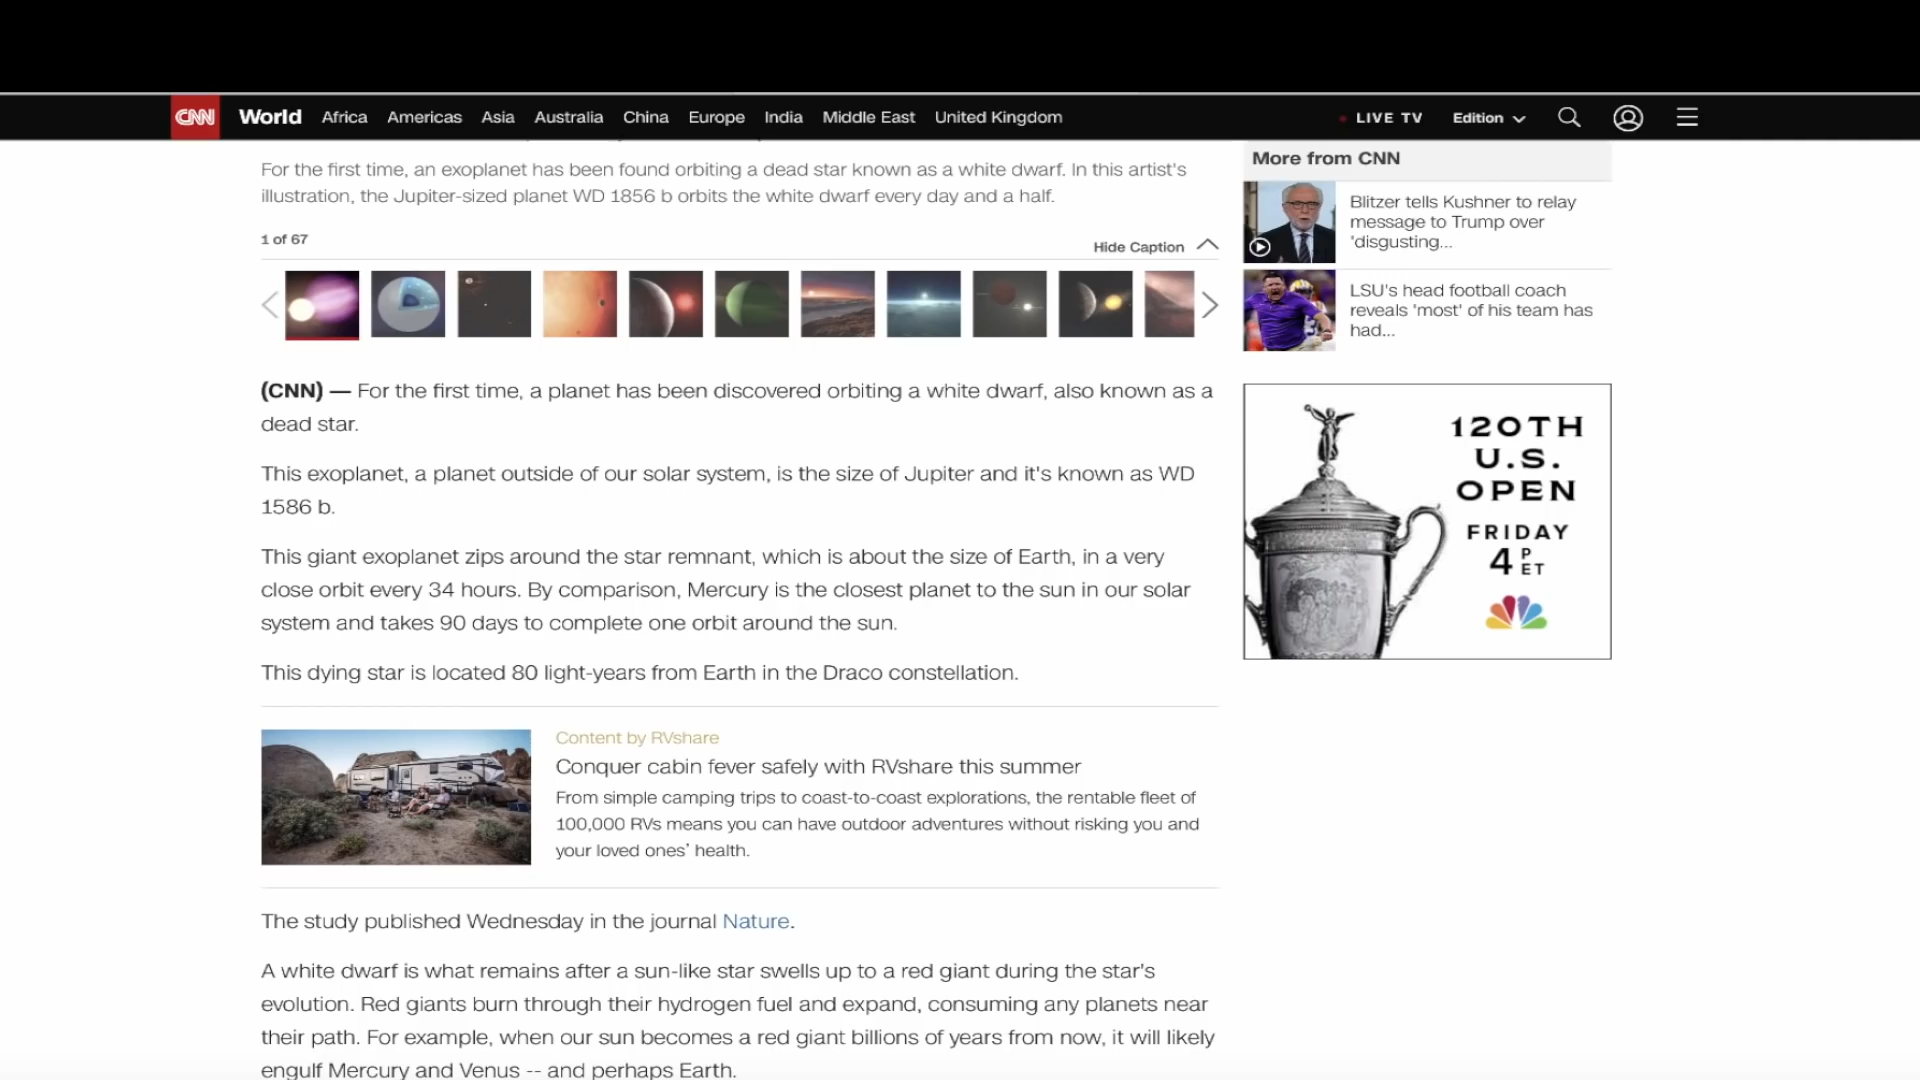 CNN World Africa Americas Asia Australia China Europe India Middle East United Kingdom LIVE TV Edition
For the first time, an exoplanet has been found orbiting a dead star known as a white dwarf. In this artist's
illustration, the Jupiter-sized planet WD 1856 b orbits the white dwarf every day and a half.
1 of 67
Hide Caption
(CNN) — For the first time, a planet has been discovered orbiting a white dwarf, also known as a
dead star.
This exoplanet, a planet outside of our solar system, is the size of Jupiter and it's known as WD
1586 b.
This giant exoplanet zips around the star remnant, which is about the size of Earth, in a very
close orbit every 34 hours. By comparison, Mercury is the closest planet to the sun in our solar
system and takes 90 days to complete one orbit around the sun.
This dying star is located 80 light-years from Earth in the Draco constellation.
Content by RVshare
Conquer cabin fever safely with RVshare this summer
From simple camping trips to coast-to-coast explorations, the rentable fleet of
100,000 RVs means you can have outdoor adventures without risking you and
your loved ones' health.
The study published Wednesday in the journal Nature.
A white dwarf is what remains after a sun-like star swells up to a red giant during the star's
evolution. Red giants burn through their hydrogen fuel and expand, consuming any planets near
their path. For example, when our sun becomes a red giant billions of years from now, it will likely
engulf Mercury and Venus -- and perhaps Earth.
More from CNN
Blitzer tells Kushner to relay
message to Trump over
'disgusting...
LSU's head football coach
reveals 'most' of his team has
had...
120TH
U.S.
OPEN
FRIDAY
4 P ET